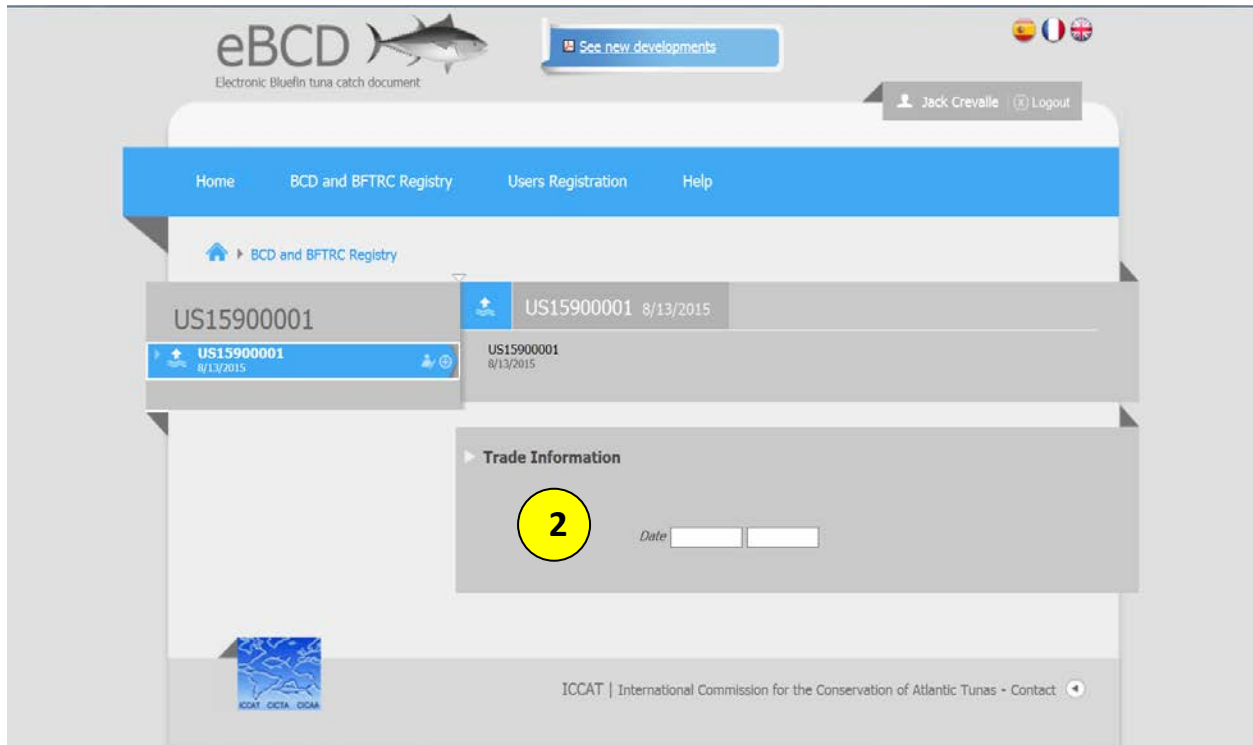 eBCD
Electronic Bluefin tuna catch document
See new developments
Jack Crevalle (x) Logout
Home BCD and BFTRC Registry Users Registration Help
BCD and BFTRC Registry
US15900001
US15900001
8/13/2015
US15900001 8/13/2015
US15900001
8/13/2015
Trade Information
2
Date
ICCAT CICTA CICAA
ICCAT | International Commission for the Conservation of Atlantic Tunas - Contact